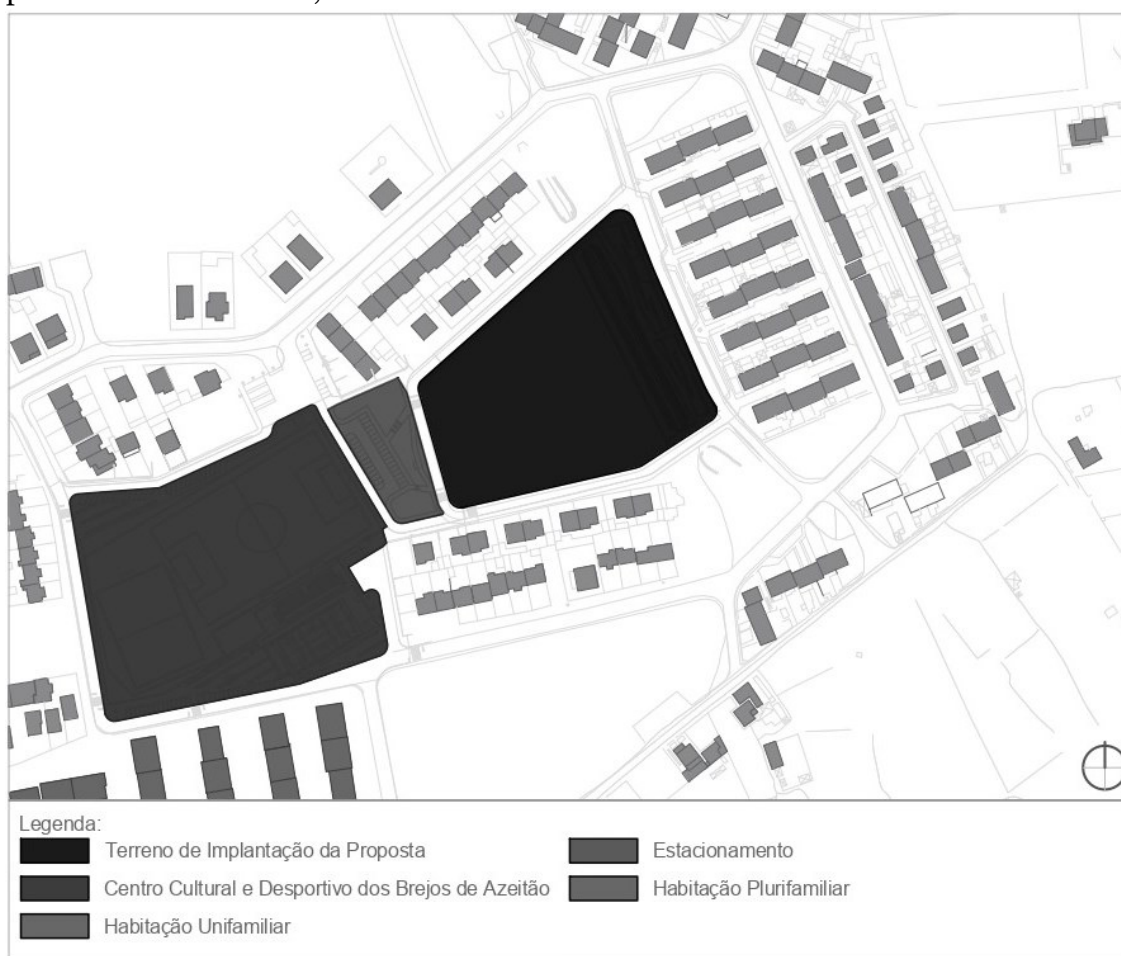 Legenda:
Terreno de Implantação da Proposta
Estacionamento
Centro Cultural e Desportivo dos Brejos de Azeitão
Habitação Plurifamiliar
Habitação Unifamiliar